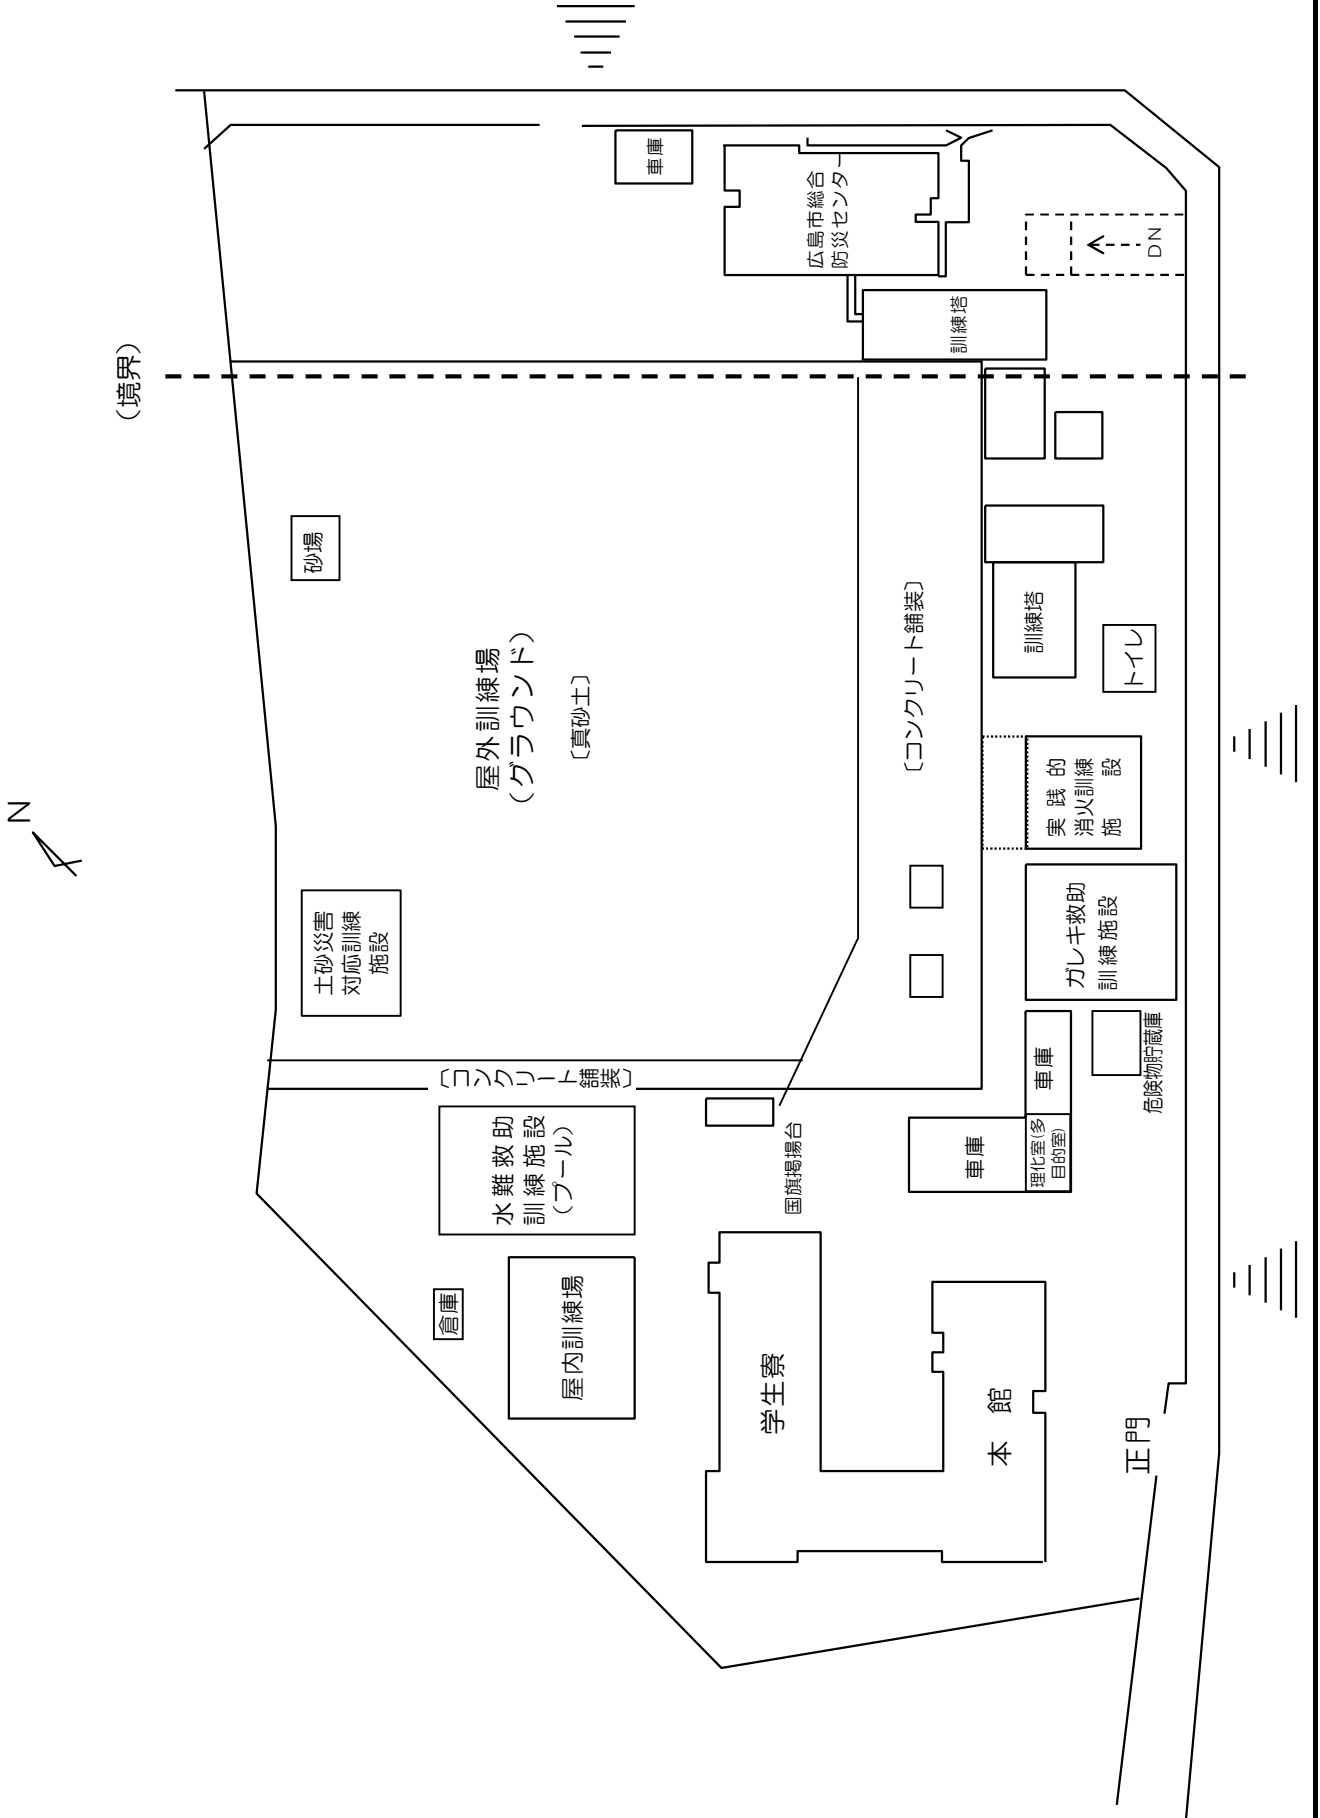 N
(境界)
車庫
広島市総合
防災センター
訓練塔
DN
砂場
屋外訓練場
(グラウンド)
〔真砂土〕
〔コンクリート舗装〕
訓練塔
トイレ
実践的
消火訓練
施設
ガレキ救助
訓練施設
土砂災害
対応訓練
施設
〔コンクリート舗装〕
車庫
危険物貯蔵庫
水難救助
訓練施設
(プール)
国旗掲揚台
車庫
理化室(多
目的室)
倉庫
屋内訓練場
学生寮
本館
正門